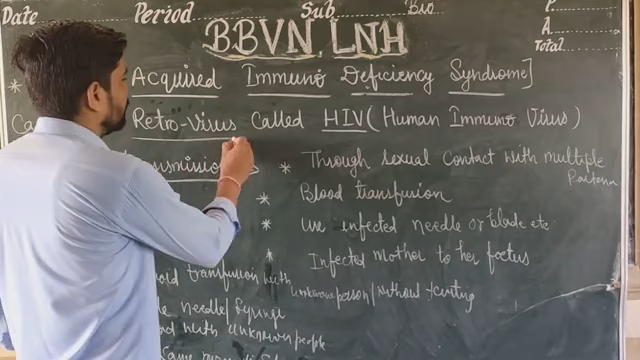 Date Period Sub Bio P.
A.
Total
BBVN LNH
* Acquired Immuno Deficiency Syndrome]
Retro-Virus Called HIV (Human Immuno Virus)
* Through sexual Contact with multiple
* Blood transfusion
* Use infected needle or blade etc
* Infected mother to her foetus
transfusion with unknown person/without testing
needle/Syringe
with unknown people